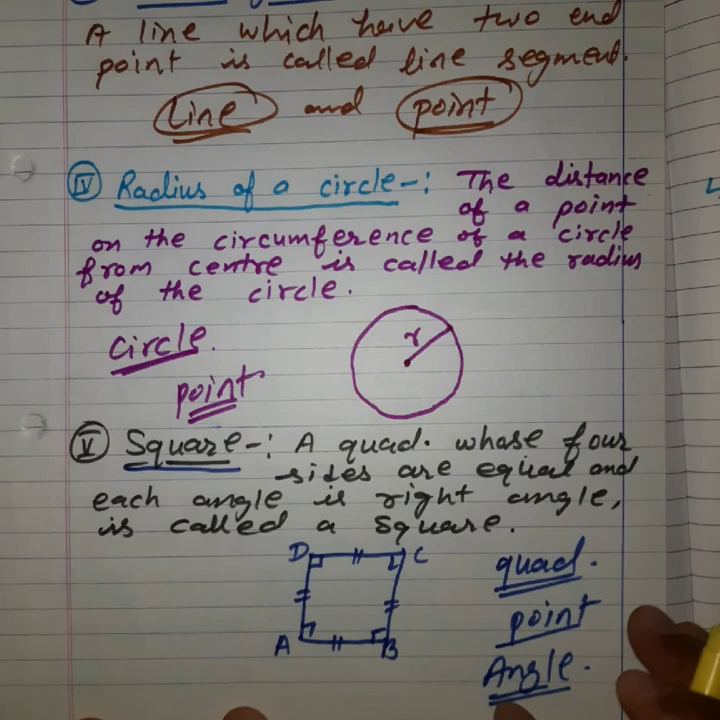 A line which have two end
point is called line segment.
Line and point
IV Radius of a circle-: The distance
of a point
on the circumference of a circle
from centre is called the radius
of the circle.
circle.
r
point
V Square-: A quad. whose four
sides are equal and
each angle is right angle,
is called a square.
D C
quad.
point
A B
Angle.